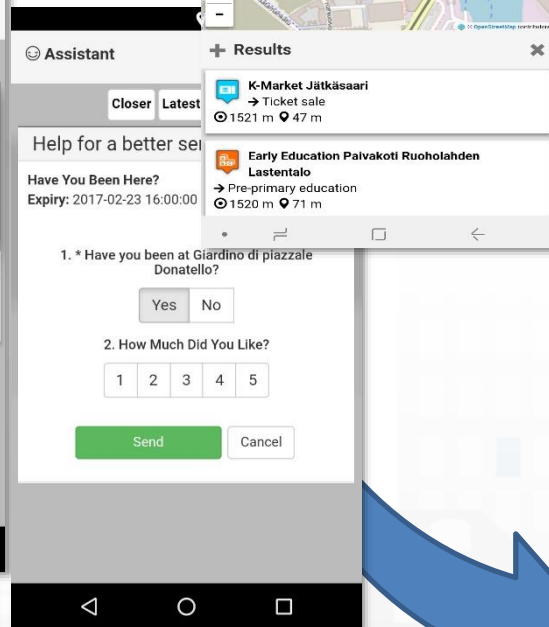 −
© OpenStreetMap contributors
Assistant
+ Results ×
Closer Latest
K-Market Jätkäsaari
→ Ticket sale
1521 m 47 m
Help for a better ser
Early Education Paivakoti Ruoholahden
Lastentalo
→ Pre-primary education
1520 m 71 m
Have You Been Here?
Expiry: 2017-02-23 16:00:00
1. * Have you been at Giardino di piazzale
Donatello?
Yes No
2. How Much Did You Like?
1 2 3 4 5
Send Cancel